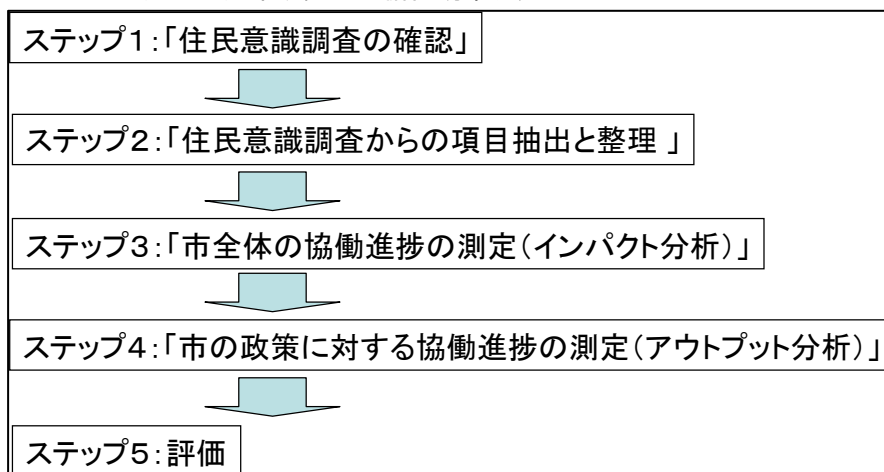 ステップ1:「住民意識調査の確認」
ステップ2:「住民意識調査からの項目抽出と整理 」
ステップ3:「市全体の協働進捗の測定(インパクト分析)」
ステップ4:「市の政策に対する協働進捗の測定(アウトプット分析)」
ステップ5:評価